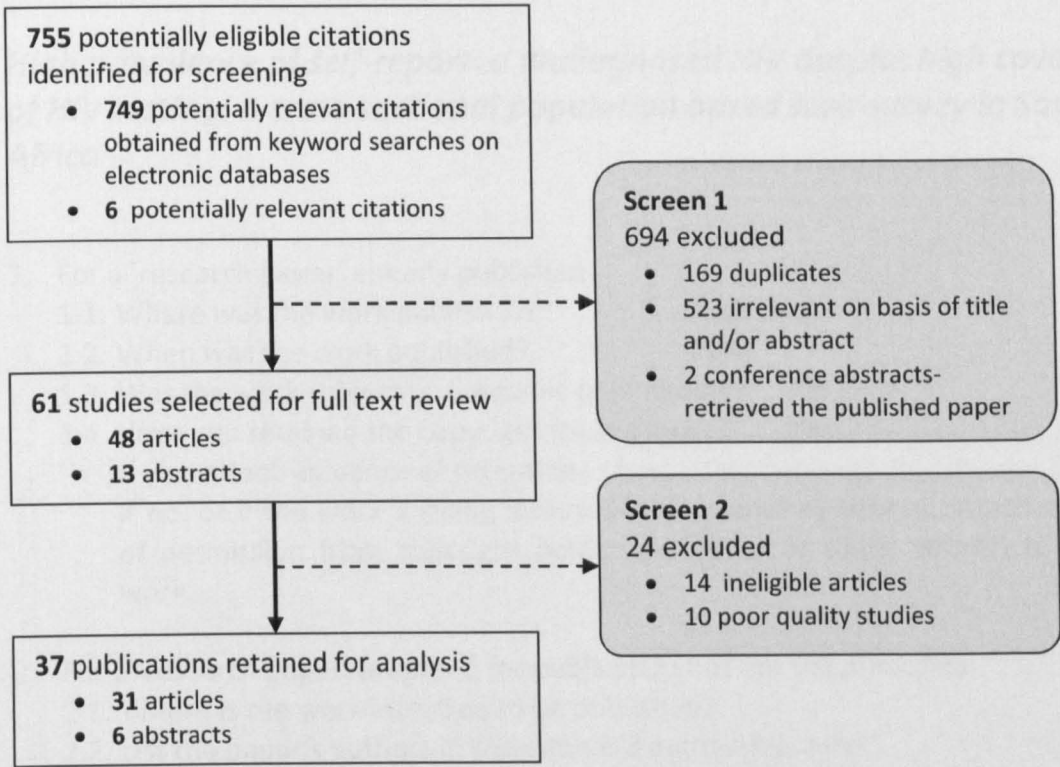 755 potentially eligible citations
identified for screening
• 749 potentially relevant citations
obtained from keyword searches on
electronic databases
• 6 potentially relevant citations
Screen 1
694 excluded
• 169 duplicates
• 523 irrelevant on basis of title
and/or abstract
• 2 conference abstracts-
retrieved the published paper
61 studies selected for full text review
• 48 articles
• 13 abstracts
Screen 2
24 excluded
• 14 ineligible articles
• 10 poor quality studies
37 publications retained for analysis
• 31 articles
• 6 abstracts